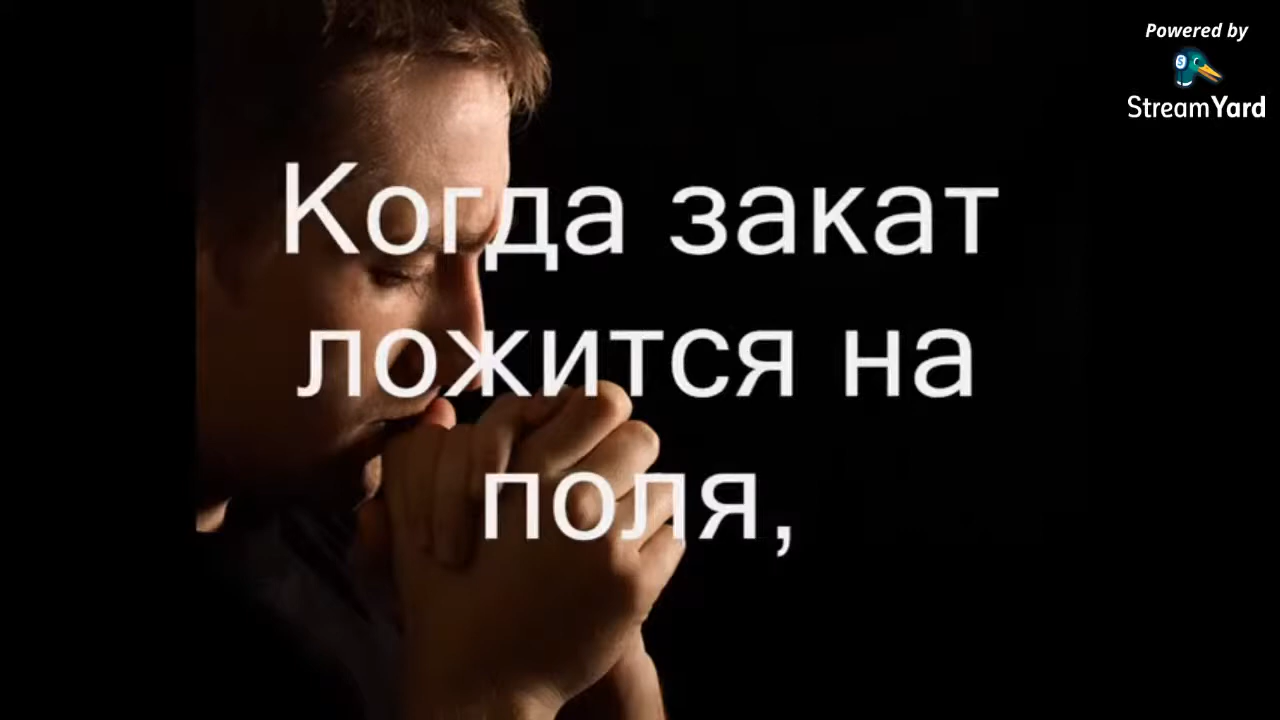 Powered by
StreamYard
Когда закат
ложится на
поля,